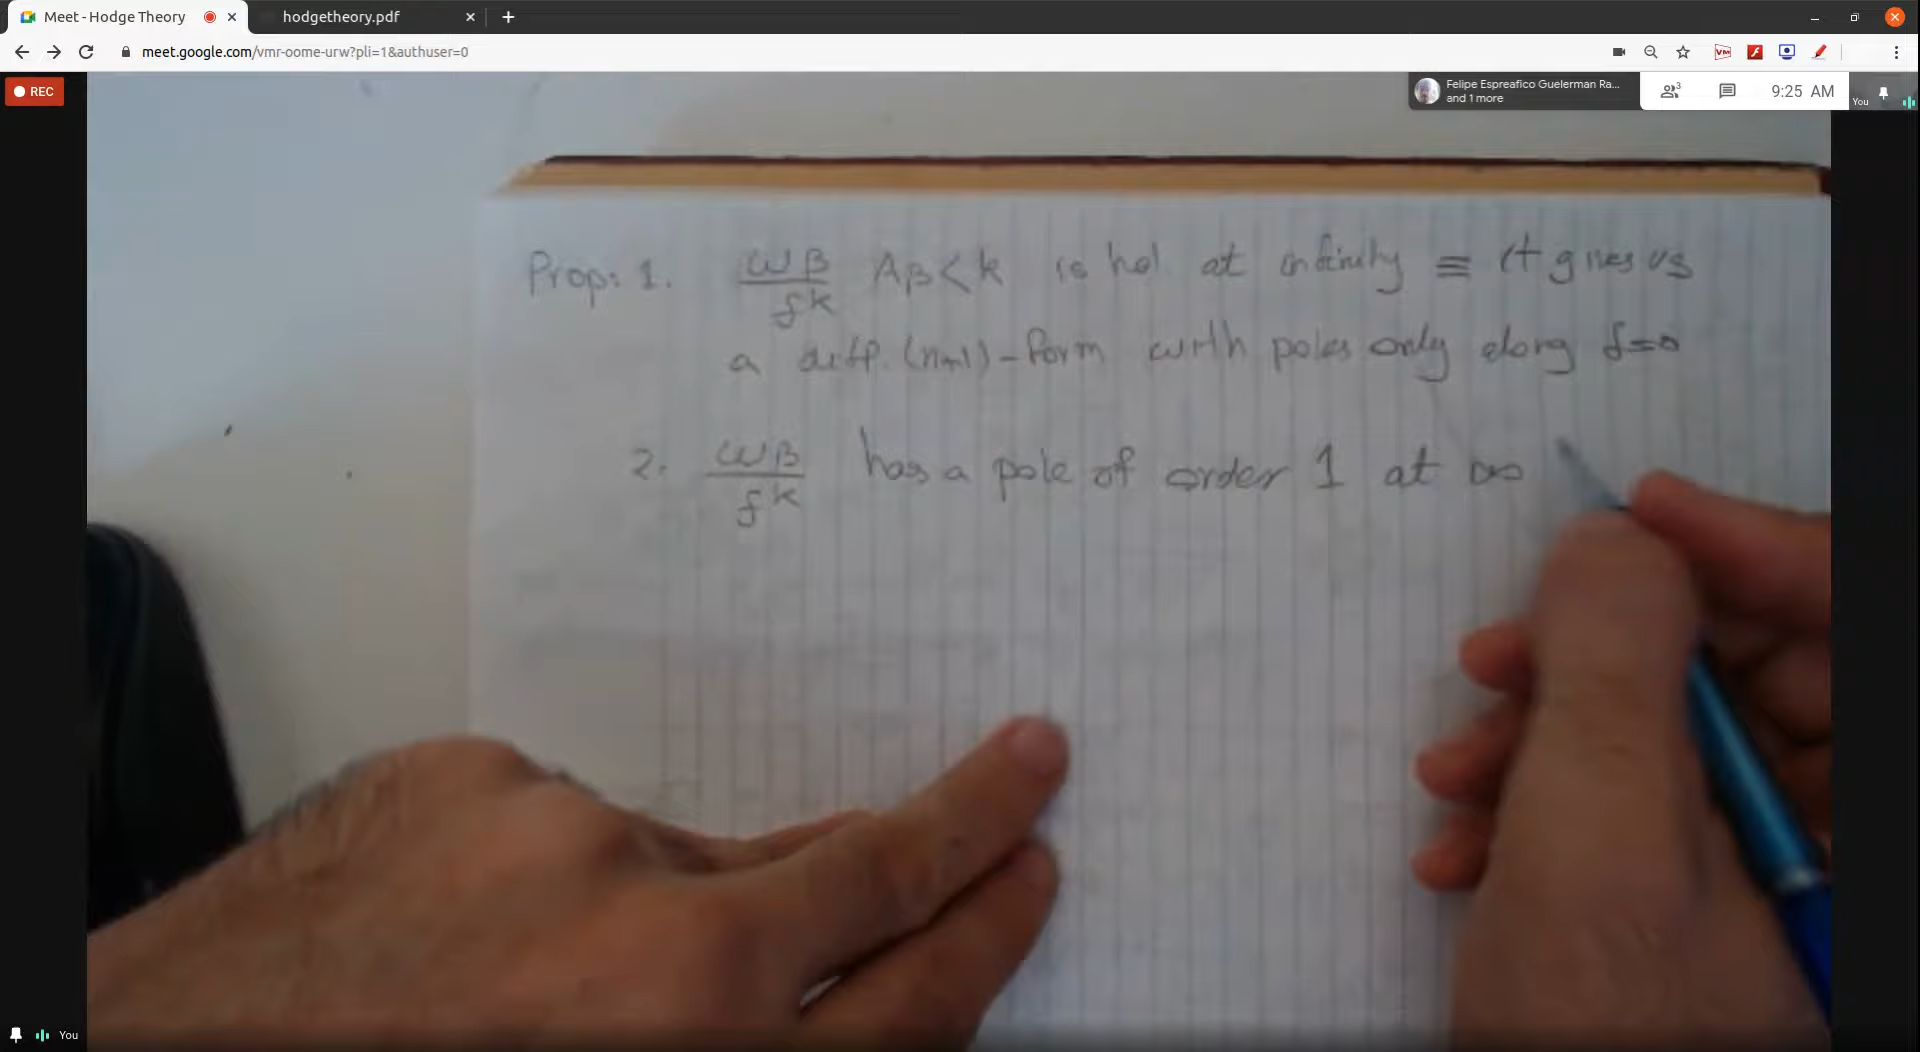 Meet - Hodge Theory
hodgetheory.pdf
meet.google.com/vmr-oome-urw?pli=1&authuser=0
REC
Felipe Espreafico Guelerman Ra...
and 1 more
3
9:25 AM
You
Prop: 1. ωβ/f^k Aβ<k is hol. at infinity ≡ it gives us
a diff. (n+1)-form with poles only along f=0
2. ωβ/f^k has a pole of order 1 at ∞
You